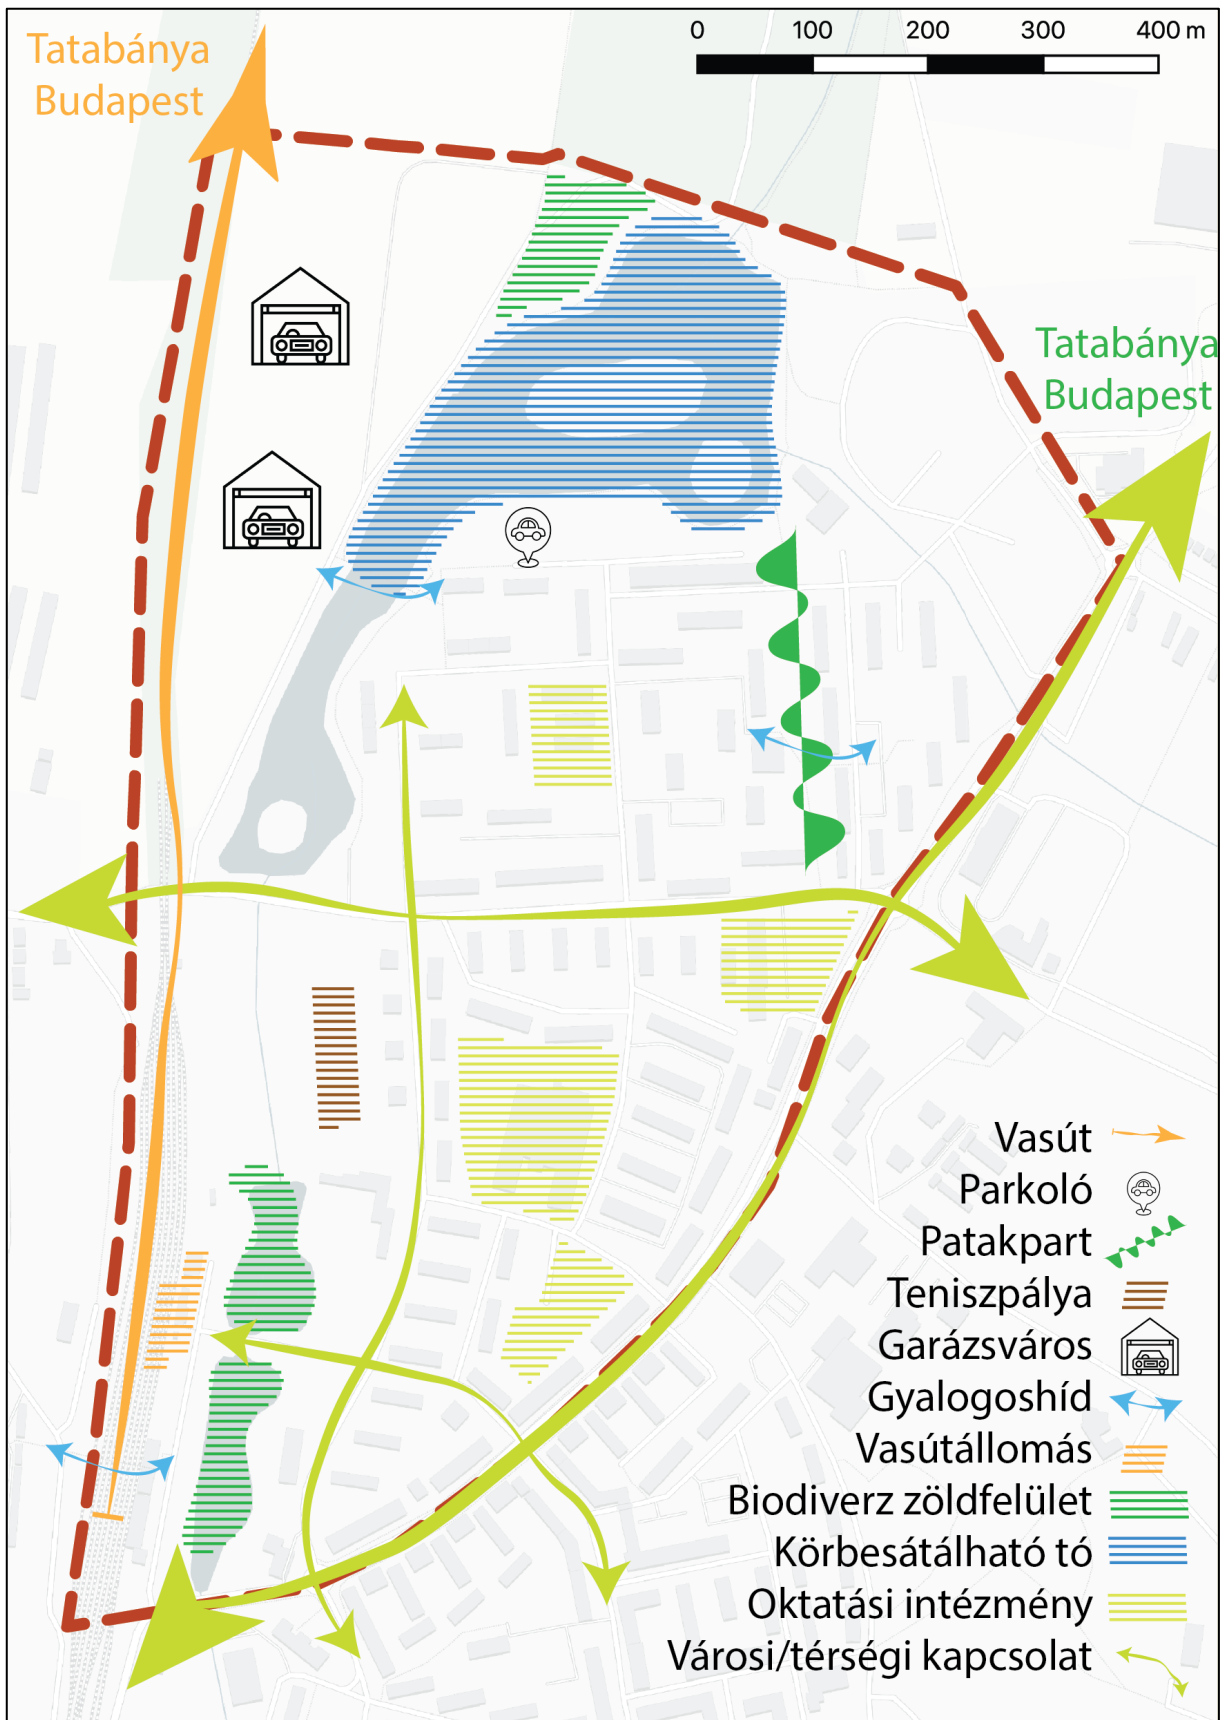 0 100 200 300 400 m
Tatabánya
Budapest
Tatabánya
Budapest
Vasút
Parkoló
Patakpart
Teniszpálya
Garázsváros
Gyalogoshíd
Vasútállomás
Biodiverz zöldfelület
Körbesátálható tó
Oktatási intézmény
Városi/térségi kapcsolat